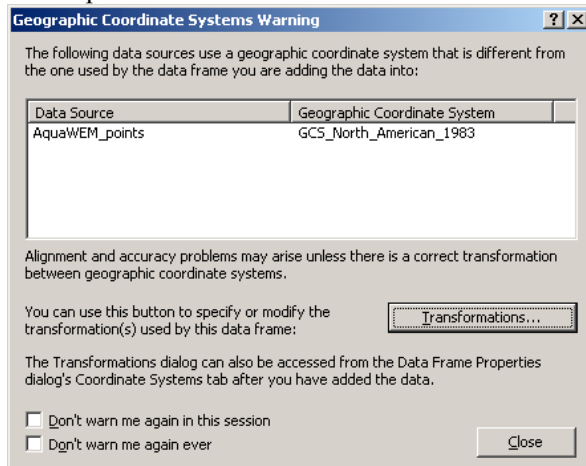 Geographic Coordinate Systems Warning
The following data sources use a geographic coordinate system that is different from
the one used by the data frame you are adding the data into:
Data Source Geographic Coordinate System
AquaWEM_points GCS_North_American_1983
Alignment and accuracy problems may arise unless there is a correct transformation
between geographic coordinate systems.
You can use this button to specify or modify the
transformation(s) used by this data frame:
Transformations...
The Transformations dialog can also be accessed from the Data Frame Properties
dialog's Coordinate Systems tab after you have added the data.
Don't warn me again in this session
Don't warn me again ever
Close